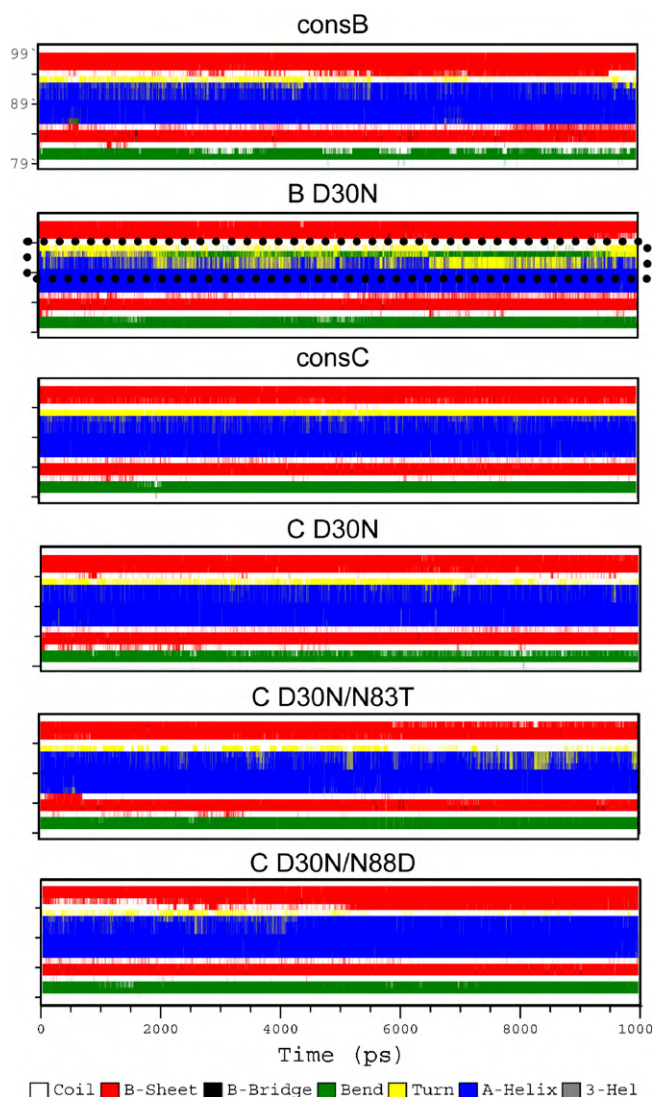 consB
99`
89
79`
B D30N
consC
C D30N
C D30N/N83T
C D30N/N88D
0 2000 4000 6000 8000 1000
Time (ps)
Coil B-Sheet B-Bridge Bend Turn A-Helix 3-Hel